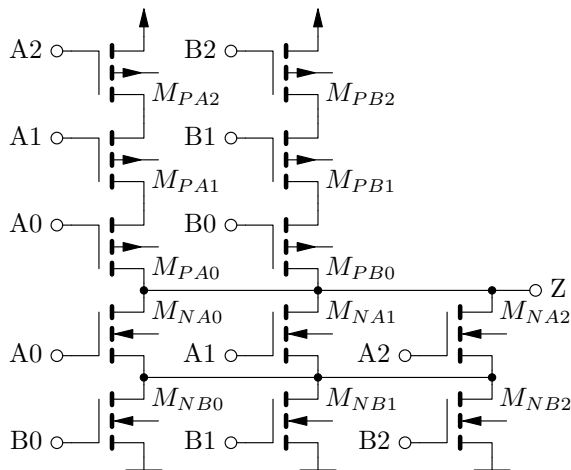 A2 B2
M_{PA2} M_{PB2}
A1 B1
M_{PA1} M_{PB1}
A0 B0
M_{PA0} M_{PB0}
Z
M_{NA0} M_{NA1} M_{NA2}
A0 A1 A2
M_{NB0} M_{NB1} M_{NB2}
B0 B1 B2